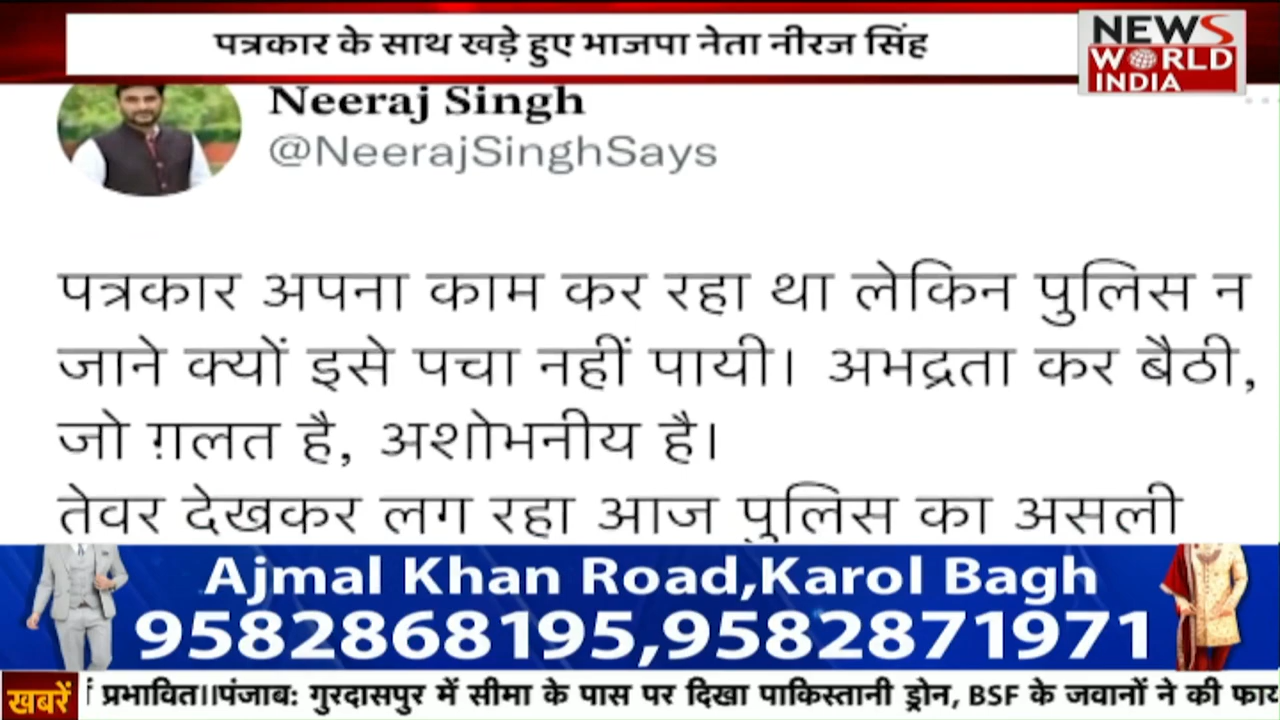 पत्रकार के साथ खड़े हुए भाजपा नेता नीरज सिंह
NEWS
WORLD
INDIA
Neeraj Singh
@NeerajSinghSays
पत्रकार अपना काम कर रहा था लेकिन पुलिस न
जाने क्यों इसे पचा नहीं पायी। अभद्रता कर बैठी,
जो ग़लत है, अशोभनीय है।
तेवर देखकर लग रहा आज पुलिस का असली
Ajmal Khan Road,Karol Bagh
9582868195,9582871971
खबरें
प्रभावित।।पंजाब: गुरदासपुर में सीमा के पास पर दिखा पाकिस्तानी ड्रोन, BSF के जवानों ने की